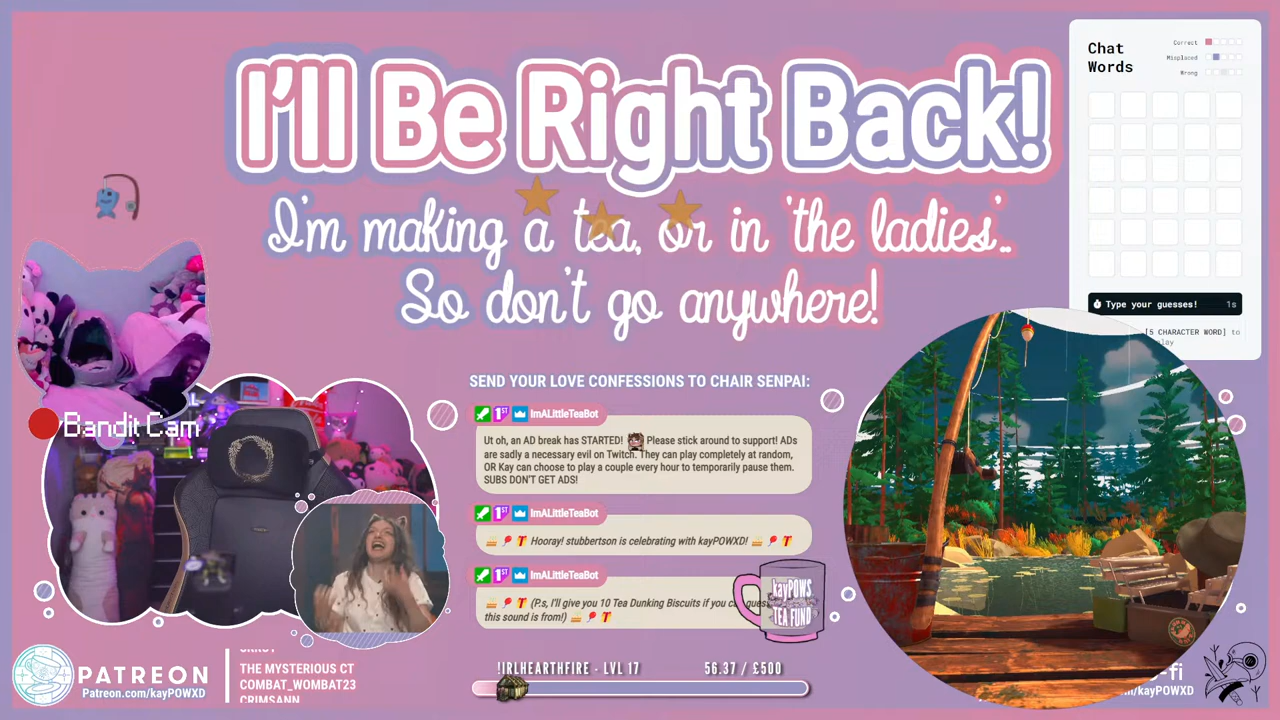 I'll Be Right Back!
I'm making a tea, or in 'the ladies'..
So don't go anywhere!
Chat
Words
Correct
Misplaced
Wrong
Type your guesses! 1s
[5 CHARACTER WORD] to
Bandit Cam
SEND YOUR LOVE CONFESSIONS TO CHAIR SENPAI:
1ST ImALittleTeaBot
Ut oh, an AD break has STARTED! Please stick around to support! ADs
are sadly a necessary evil on Twitch. They can play completely at random,
OR Kay can choose to play a couple every hour to temporarily pause them.
SUBS DON'T GET ADS!
1ST ImALittleTeaBot
Hooray! stubbertson is celebrating with kayPOWXD!
1ST ImALittleTeaBot
(P.s, I'll give you 10 Tea Dunking Biscuits if you
this sound is from!)
kayPOWS
TEA FUND
!IRLHEARTHFIRE - LVL 17 56.37 / £500
PATREON
Patreon.com/kayPOWXD
THE MYSTERIOUS CT
COMBAT_WOMBAT23
CRIMSANN
-fi
/kayPOWXD